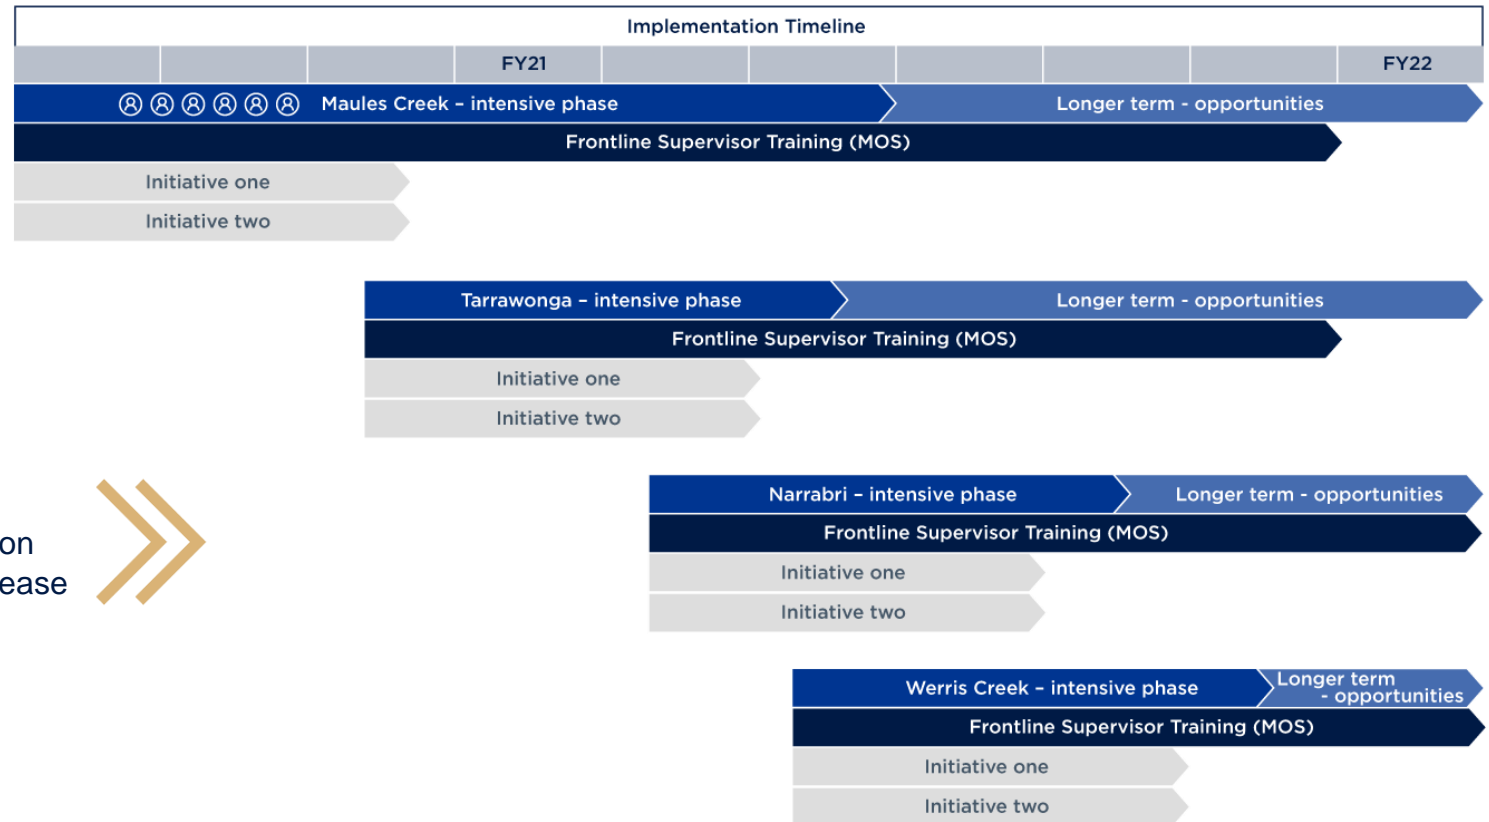 Implementation Timeline
FY21 FY22
Maules Creek – intensive phase Longer term - opportunities
Frontline Supervisor Training (MOS)
Initiative one
Initiative two
Tarrawonga – intensive phase Longer term - opportunities
Frontline Supervisor Training (MOS)
Initiative one
Initiative two
on
ease
Narrabri – intensive phase Longer term - opportunities
Frontline Supervisor Training (MOS)
Initiative one
Initiative two
Werris Creek – intensive phase Longer term
- opportunities
Frontline Supervisor Training (MOS)
Initiative one
Initiative two